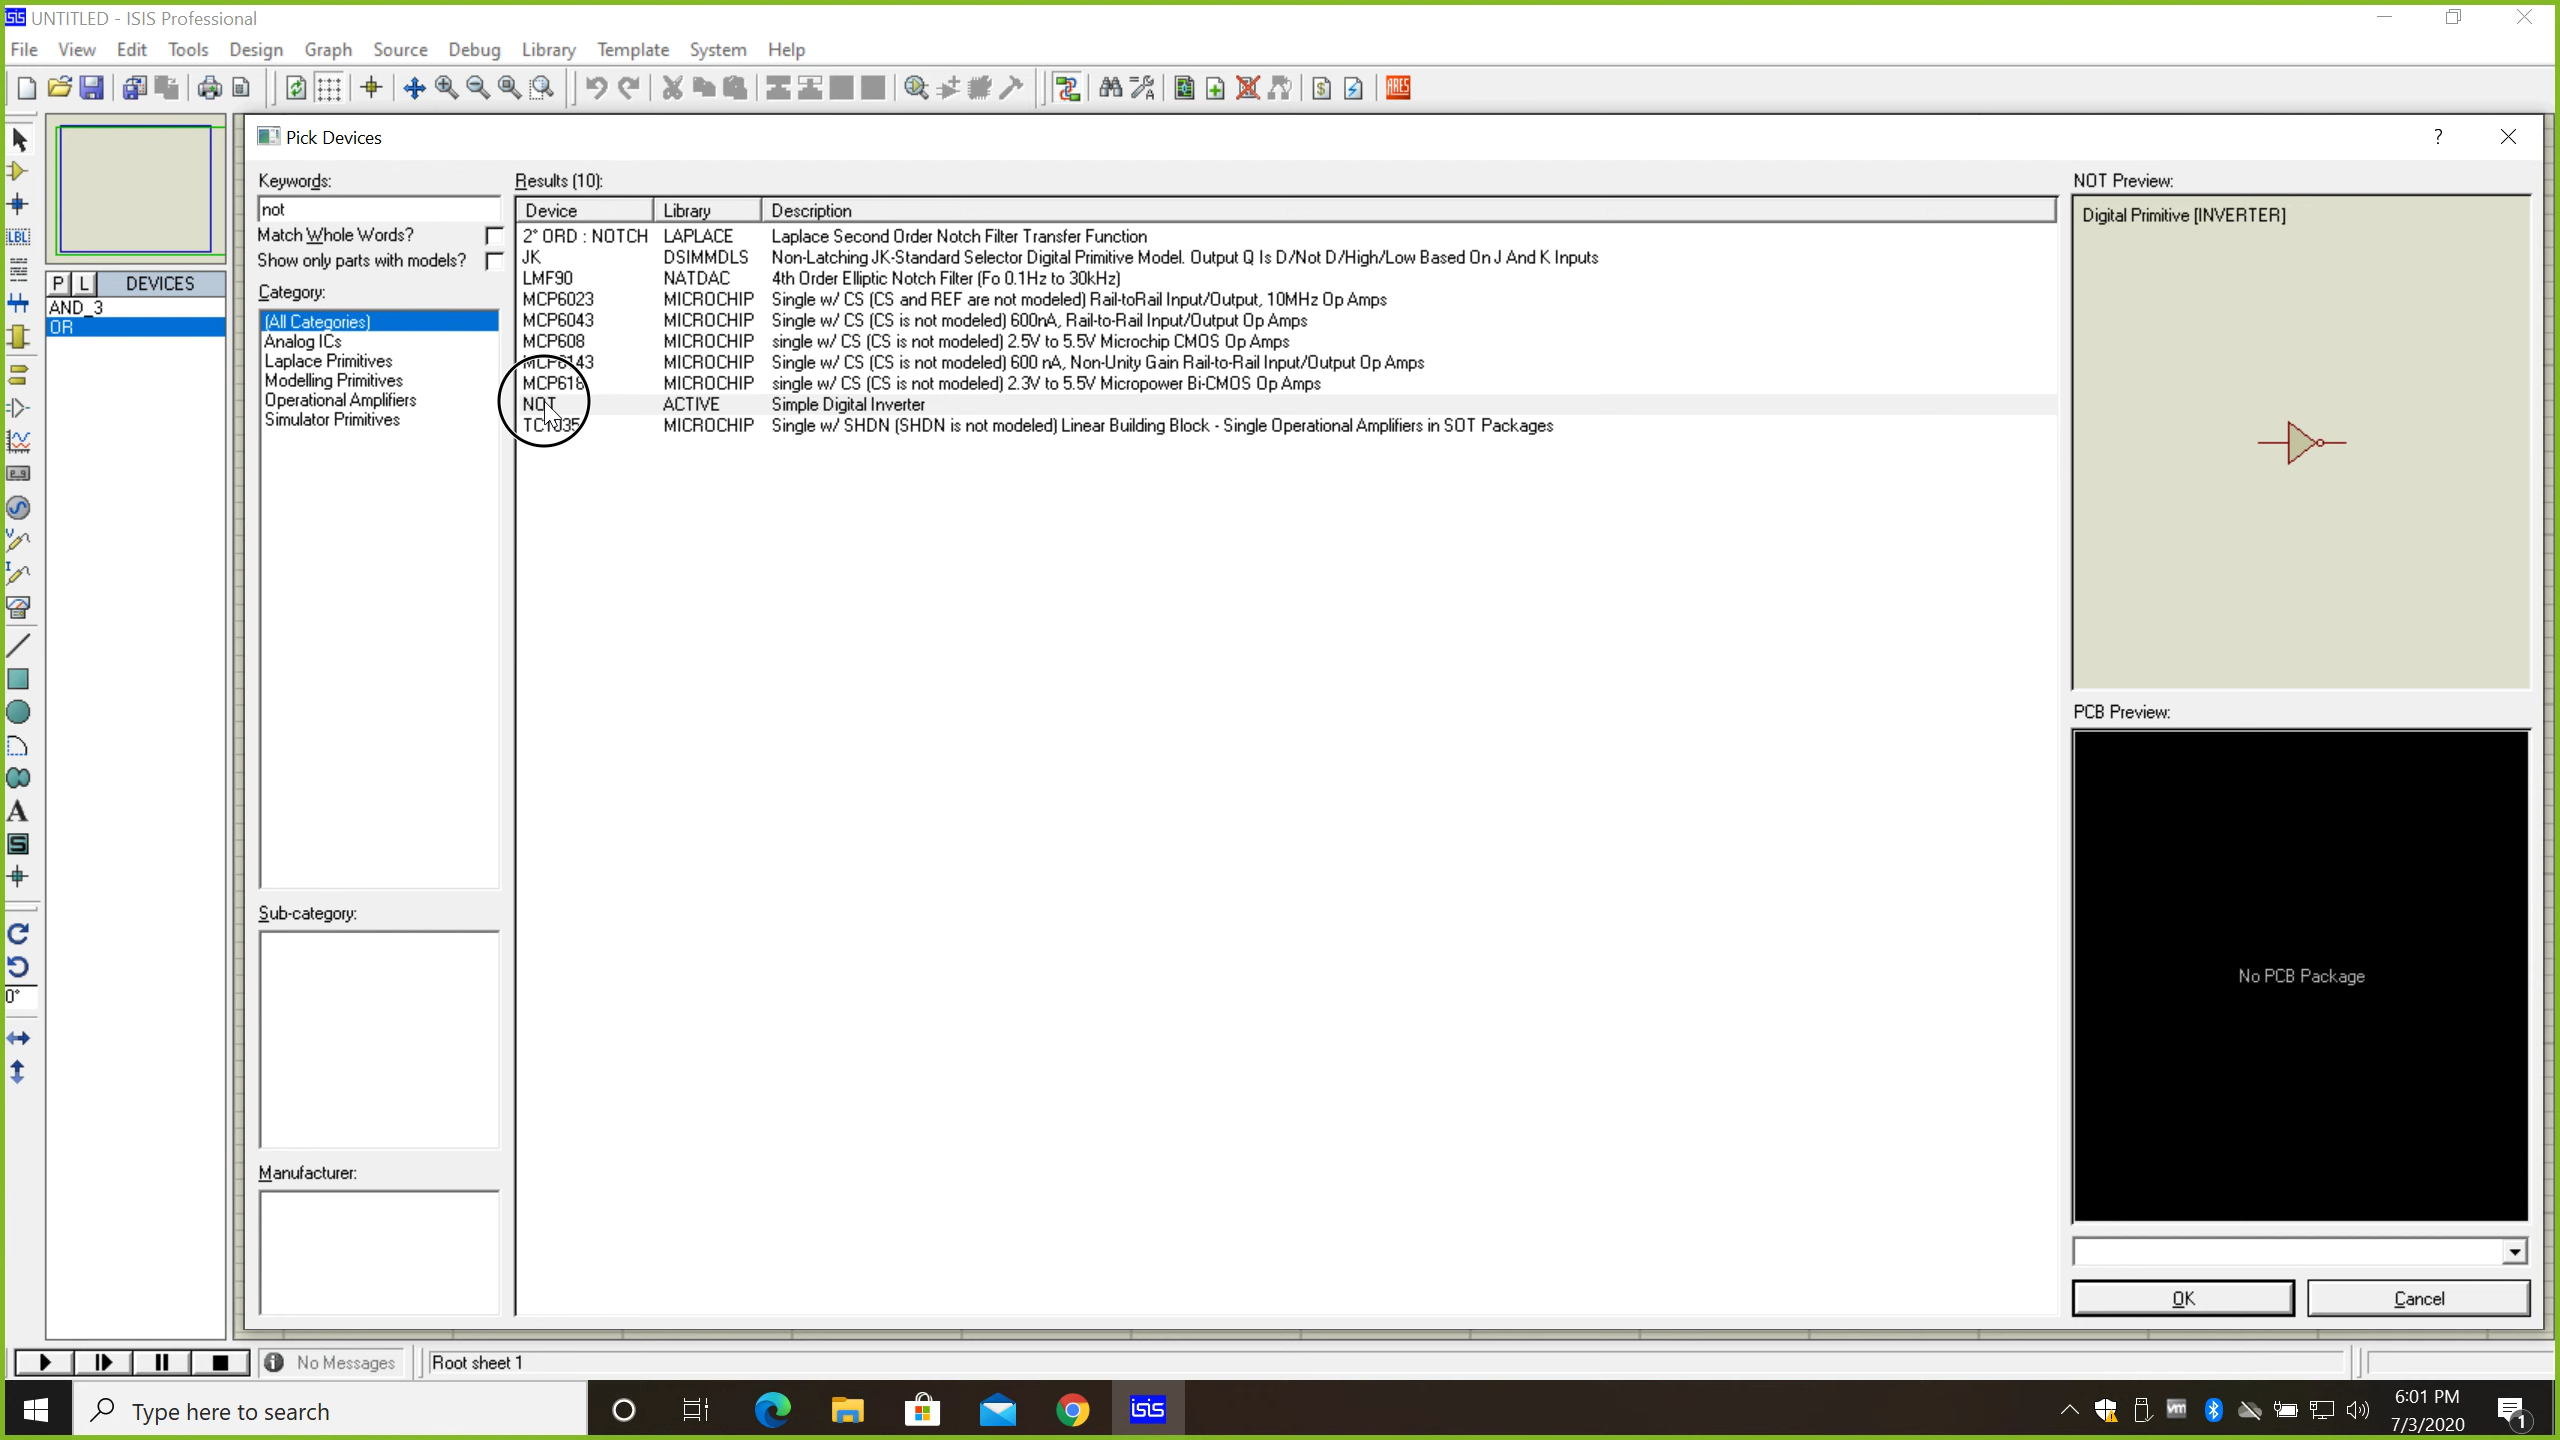 isis UNTITLED - ISIS Professional
File View Edit Tools Design Graph Source Debug Library Template System Help
ARES
Pick Devices
?
Keywords:
not
Match Whole Words?
Show only parts with models?
Category:
(All Categories)
Analog ICs
Laplace Primitives
Modelling Primitives
Operational Amplifiers
Simulator Primitives
Sub-category:
Manufacturer:
LBL
P L DEVICES
AND_3
OR
A
S
0°
Results (10):
Device Library Description
2° ORD : NOTCH LAPLACE Laplace Second Order Notch Filter Transfer Function
JK DSIMMDLS Non-Latching JK-Standard Selector Digital Primitive Model. Output Q Is D/Not D/High/Low Based On J And K Inputs
LMF90 NATDAC 4th Order Elliptic Notch Filter (Fo 0.1Hz to 30kHz)
MCP6023 MICROCHIP Single w/ CS (CS and REF are not modeled) Rail-toRail Input/Output, 10MHz Op Amps
MCP6043 MICROCHIP Single w/ CS (CS is not modeled) 600nA, Rail-to-Rail Input/Output Op Amps
MCP608 MICROCHIP single w/ CS (CS is not modeled) 2.5V to 5.5V Microchip CMOS Op Amps
MCP6143 MICROCHIP Single w/ CS (CS is not modeled) 600 nA, Non-Unity Gain Rail-to-Rail Input/Output Op Amps
MCP618 MICROCHIP single w/ CS (CS is not modeled) 2.3V to 5.5V Micropower Bi-CMOS Op Amps
NOT ACTIVE Simple Digital Inverter
TC1035 MICROCHIP Single w/ SHDN (SHDN is not modeled) Linear Building Block - Single Operational Amplifiers in SOT Packages
NOT Preview:
Digital Primitive [INVERTER]
PCB Preview:
No PCB Package
OK Cancel
No Messages
Root sheet 1
Type here to search
isis
vm
6:01 PM
7/3/2020
1